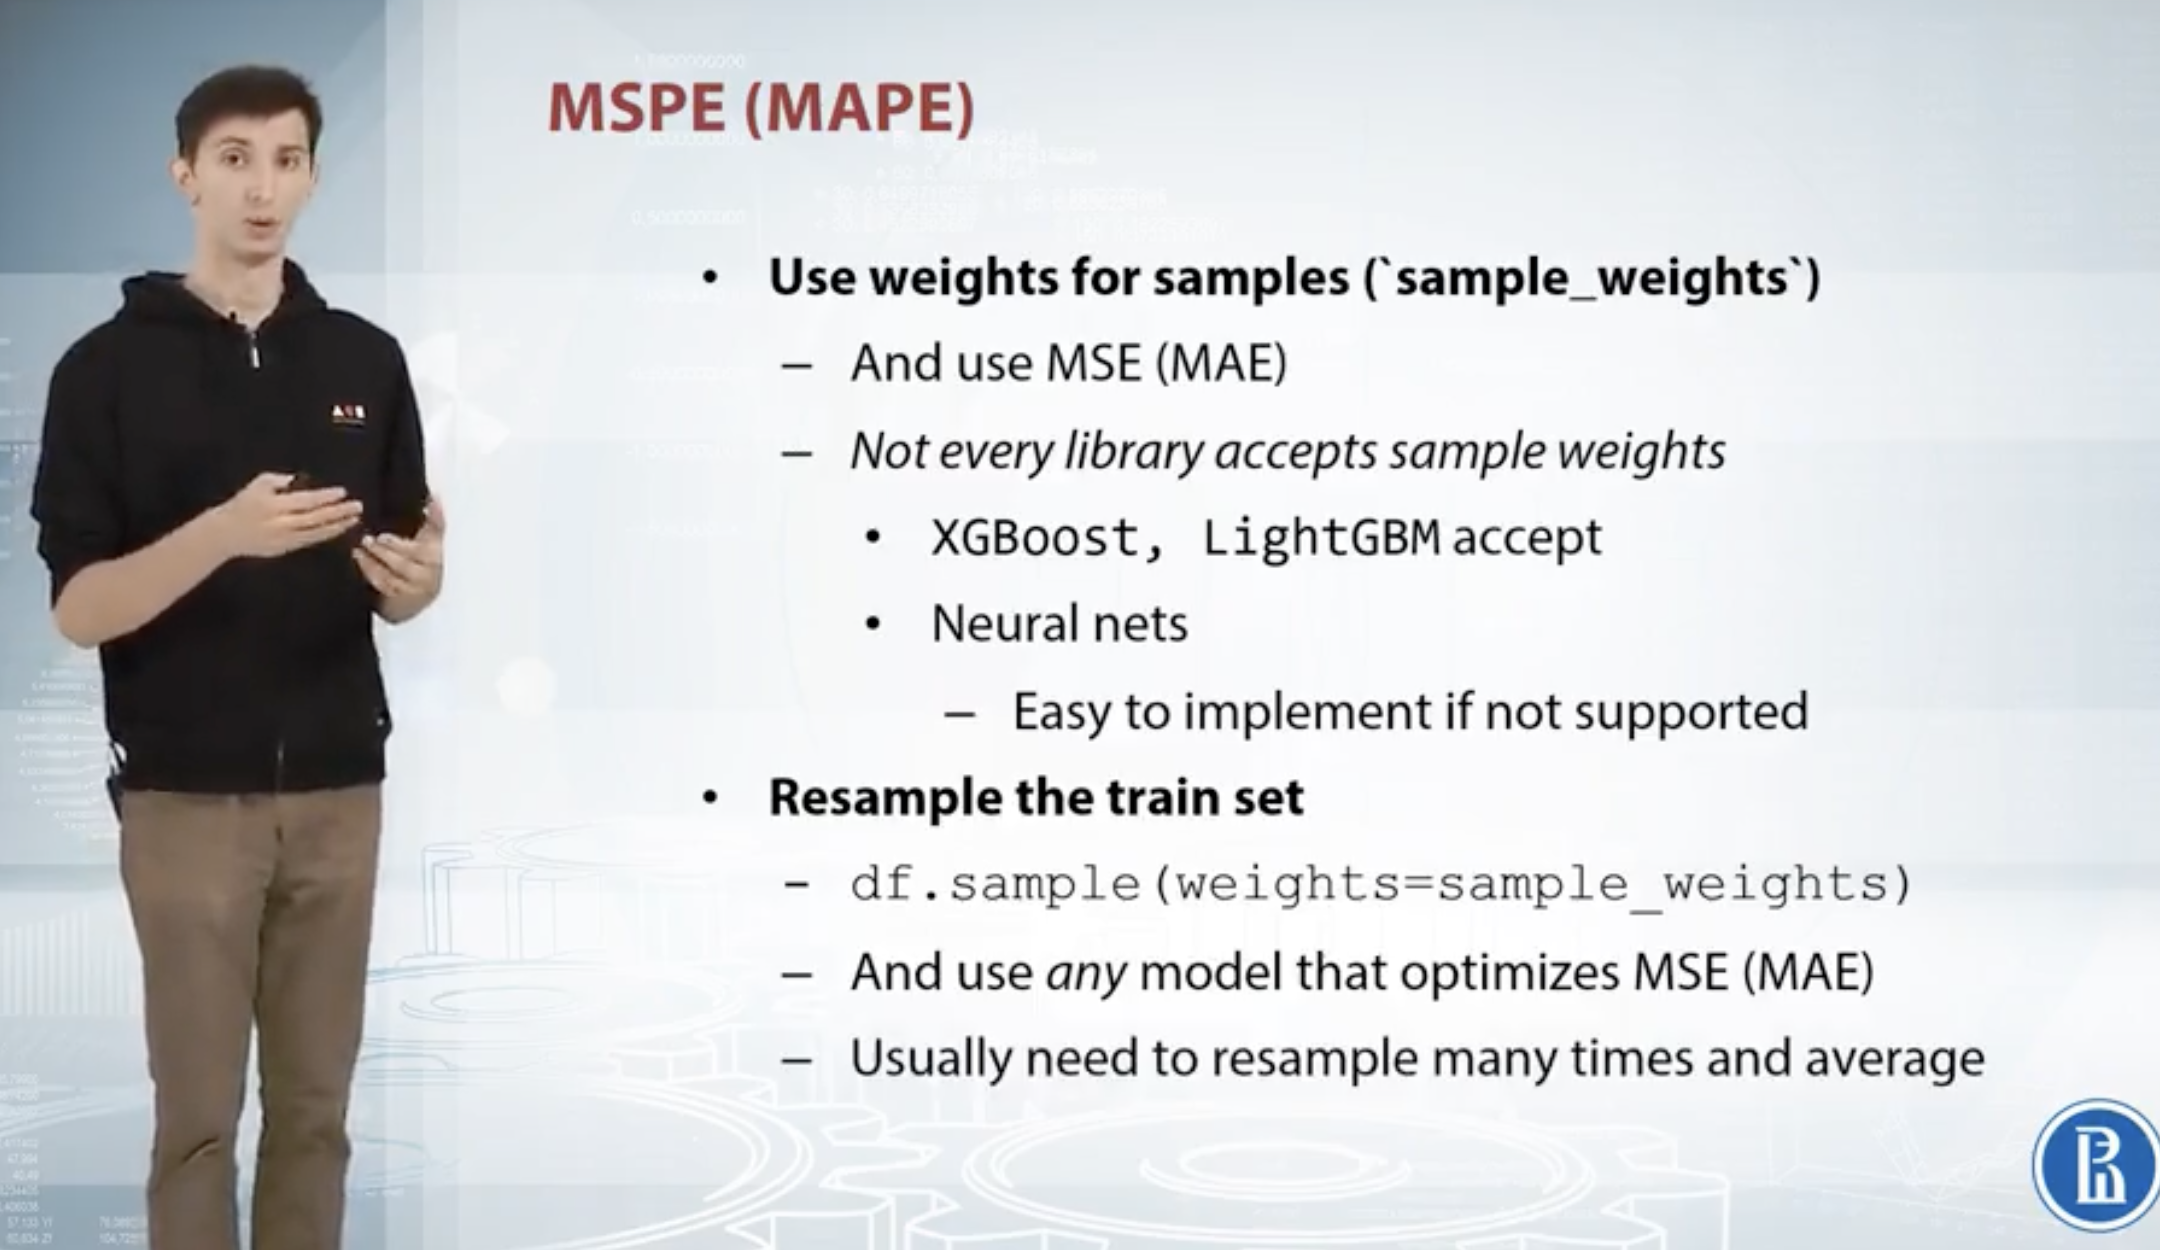 MSPE (MAPE)
• Use weights for samples (`sample_weights`)
– And use MSE (MAE)
– Not every library accepts sample weights
• XGBoost, LightGBM accept
• Neural nets
– Easy to implement if not supported
• Resample the train set
– df.sample(weights=sample_weights)
– And use any model that optimizes MSE (MAE)
– Usually need to resample many times and average